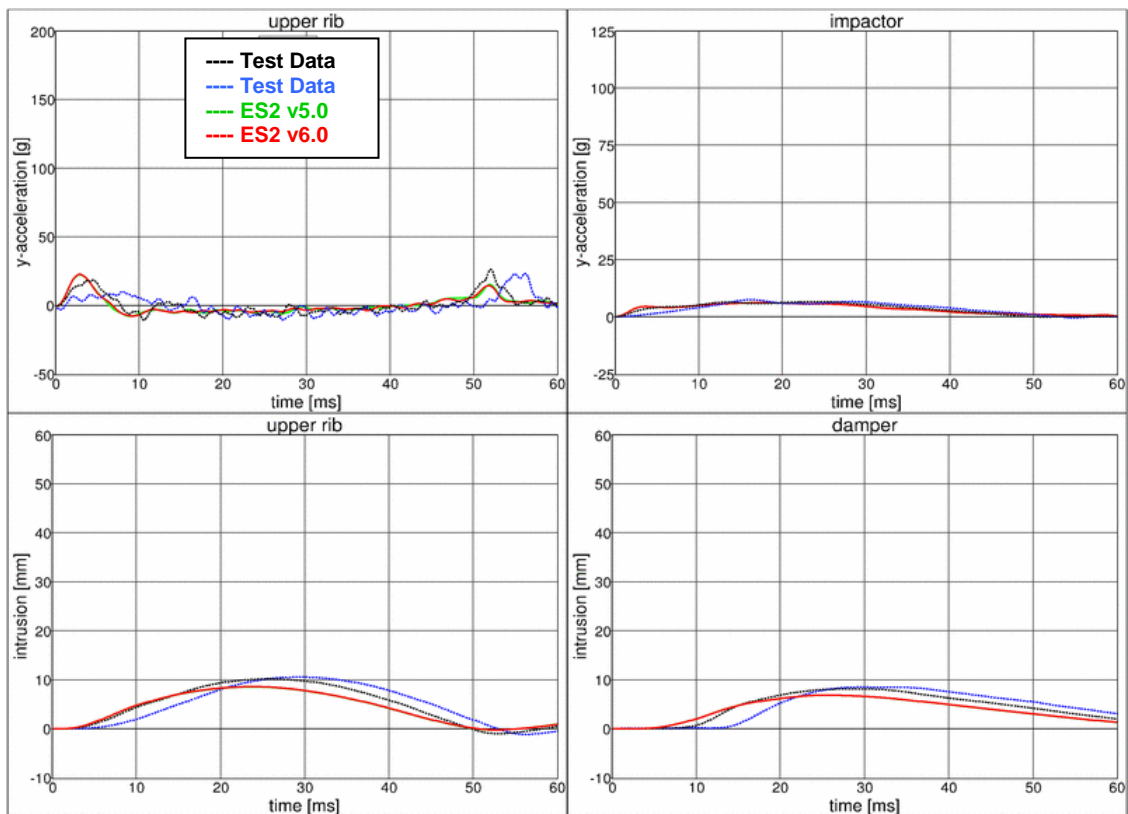 upper rib
200
150
100
50
0
-50
y-acceleration [g]
---- Test Data
---- Test Data
---- ES2 v5.0
---- ES2 v6.0
0 10 20 30 40 50 60
time [ms]
impactor
125
100
75
50
25
0
-25
y-acceleration [g]
0 10 20 30 40 50 60
time [ms]
upper rib
60
50
40
30
20
10
0
-10
intrusion [mm]
0 10 20 30 40 50 60
time [ms]
damper
60
50
40
30
20
10
0
-10
intrusion [mm]
0 10 20 30 40 50 60
time [ms]